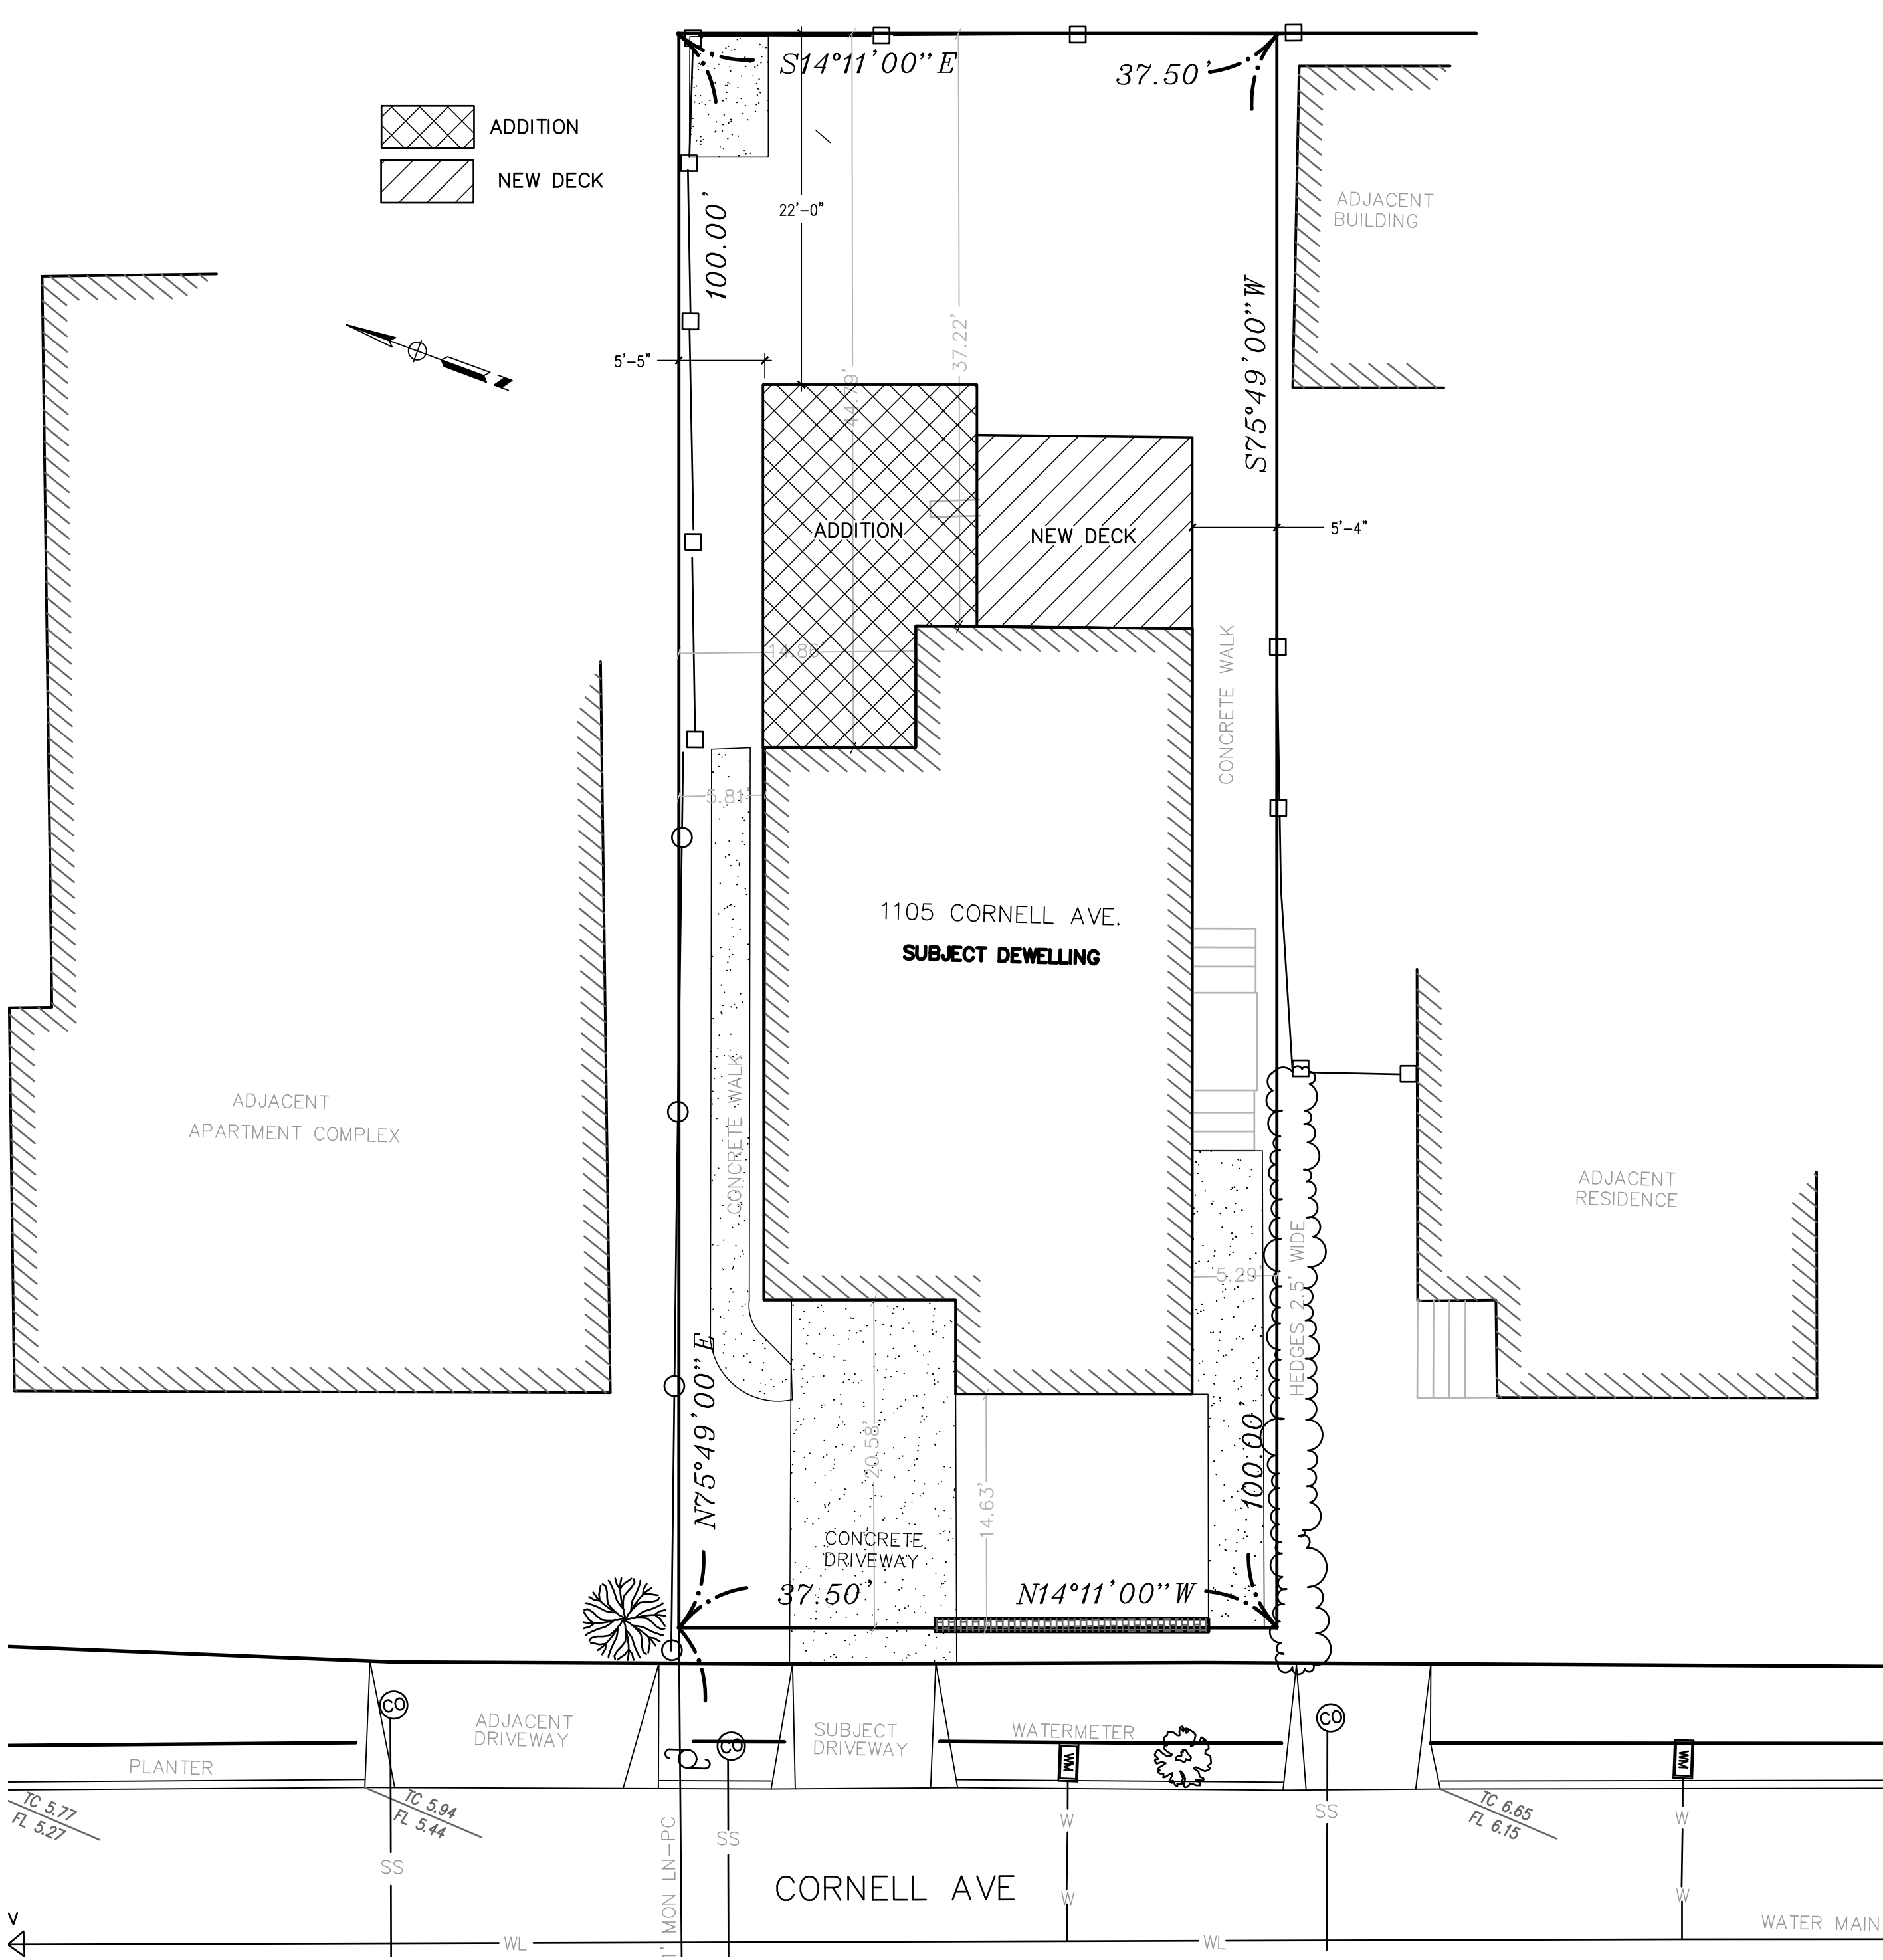 S14°11'00" E
37.50'
ADDITION
NEW DECK
ADJACENT
BUILDING
22'-0"
100.00'
S75°49'00" W
37.22'
44.79'
5'-5"
N
ADDITION
NEW DECK
5'-4"
14.86'
CONCRETE WALK
5.81'
1105 CORNELL AVE.
SUBJECT DEWELLING
CONCRETE WALK
ADJACENT
APARTMENT COMPLEX
ADJACENT
RESIDENCE
5.29'
HEDGES 2.5' WIDE
N75°49'00" E
20.58'
14.63'
100.00'
CONCRETE
DRIVEWAY
37.50'
N14°11'00" W
CO
CO
CO
ADJACENT
DRIVEWAY
SUBJECT
DRIVEWAY
WATERMETER
PLANTER
WM
WM
TC 5.77
FL 5.27
TC 5.94
FL 5.44
TC 6.65
FL 6.15
SS
SS
SS
W
W
W
W
1' MON LN-PC
CORNELL AVE
V
WL
WL
WATER MAIN